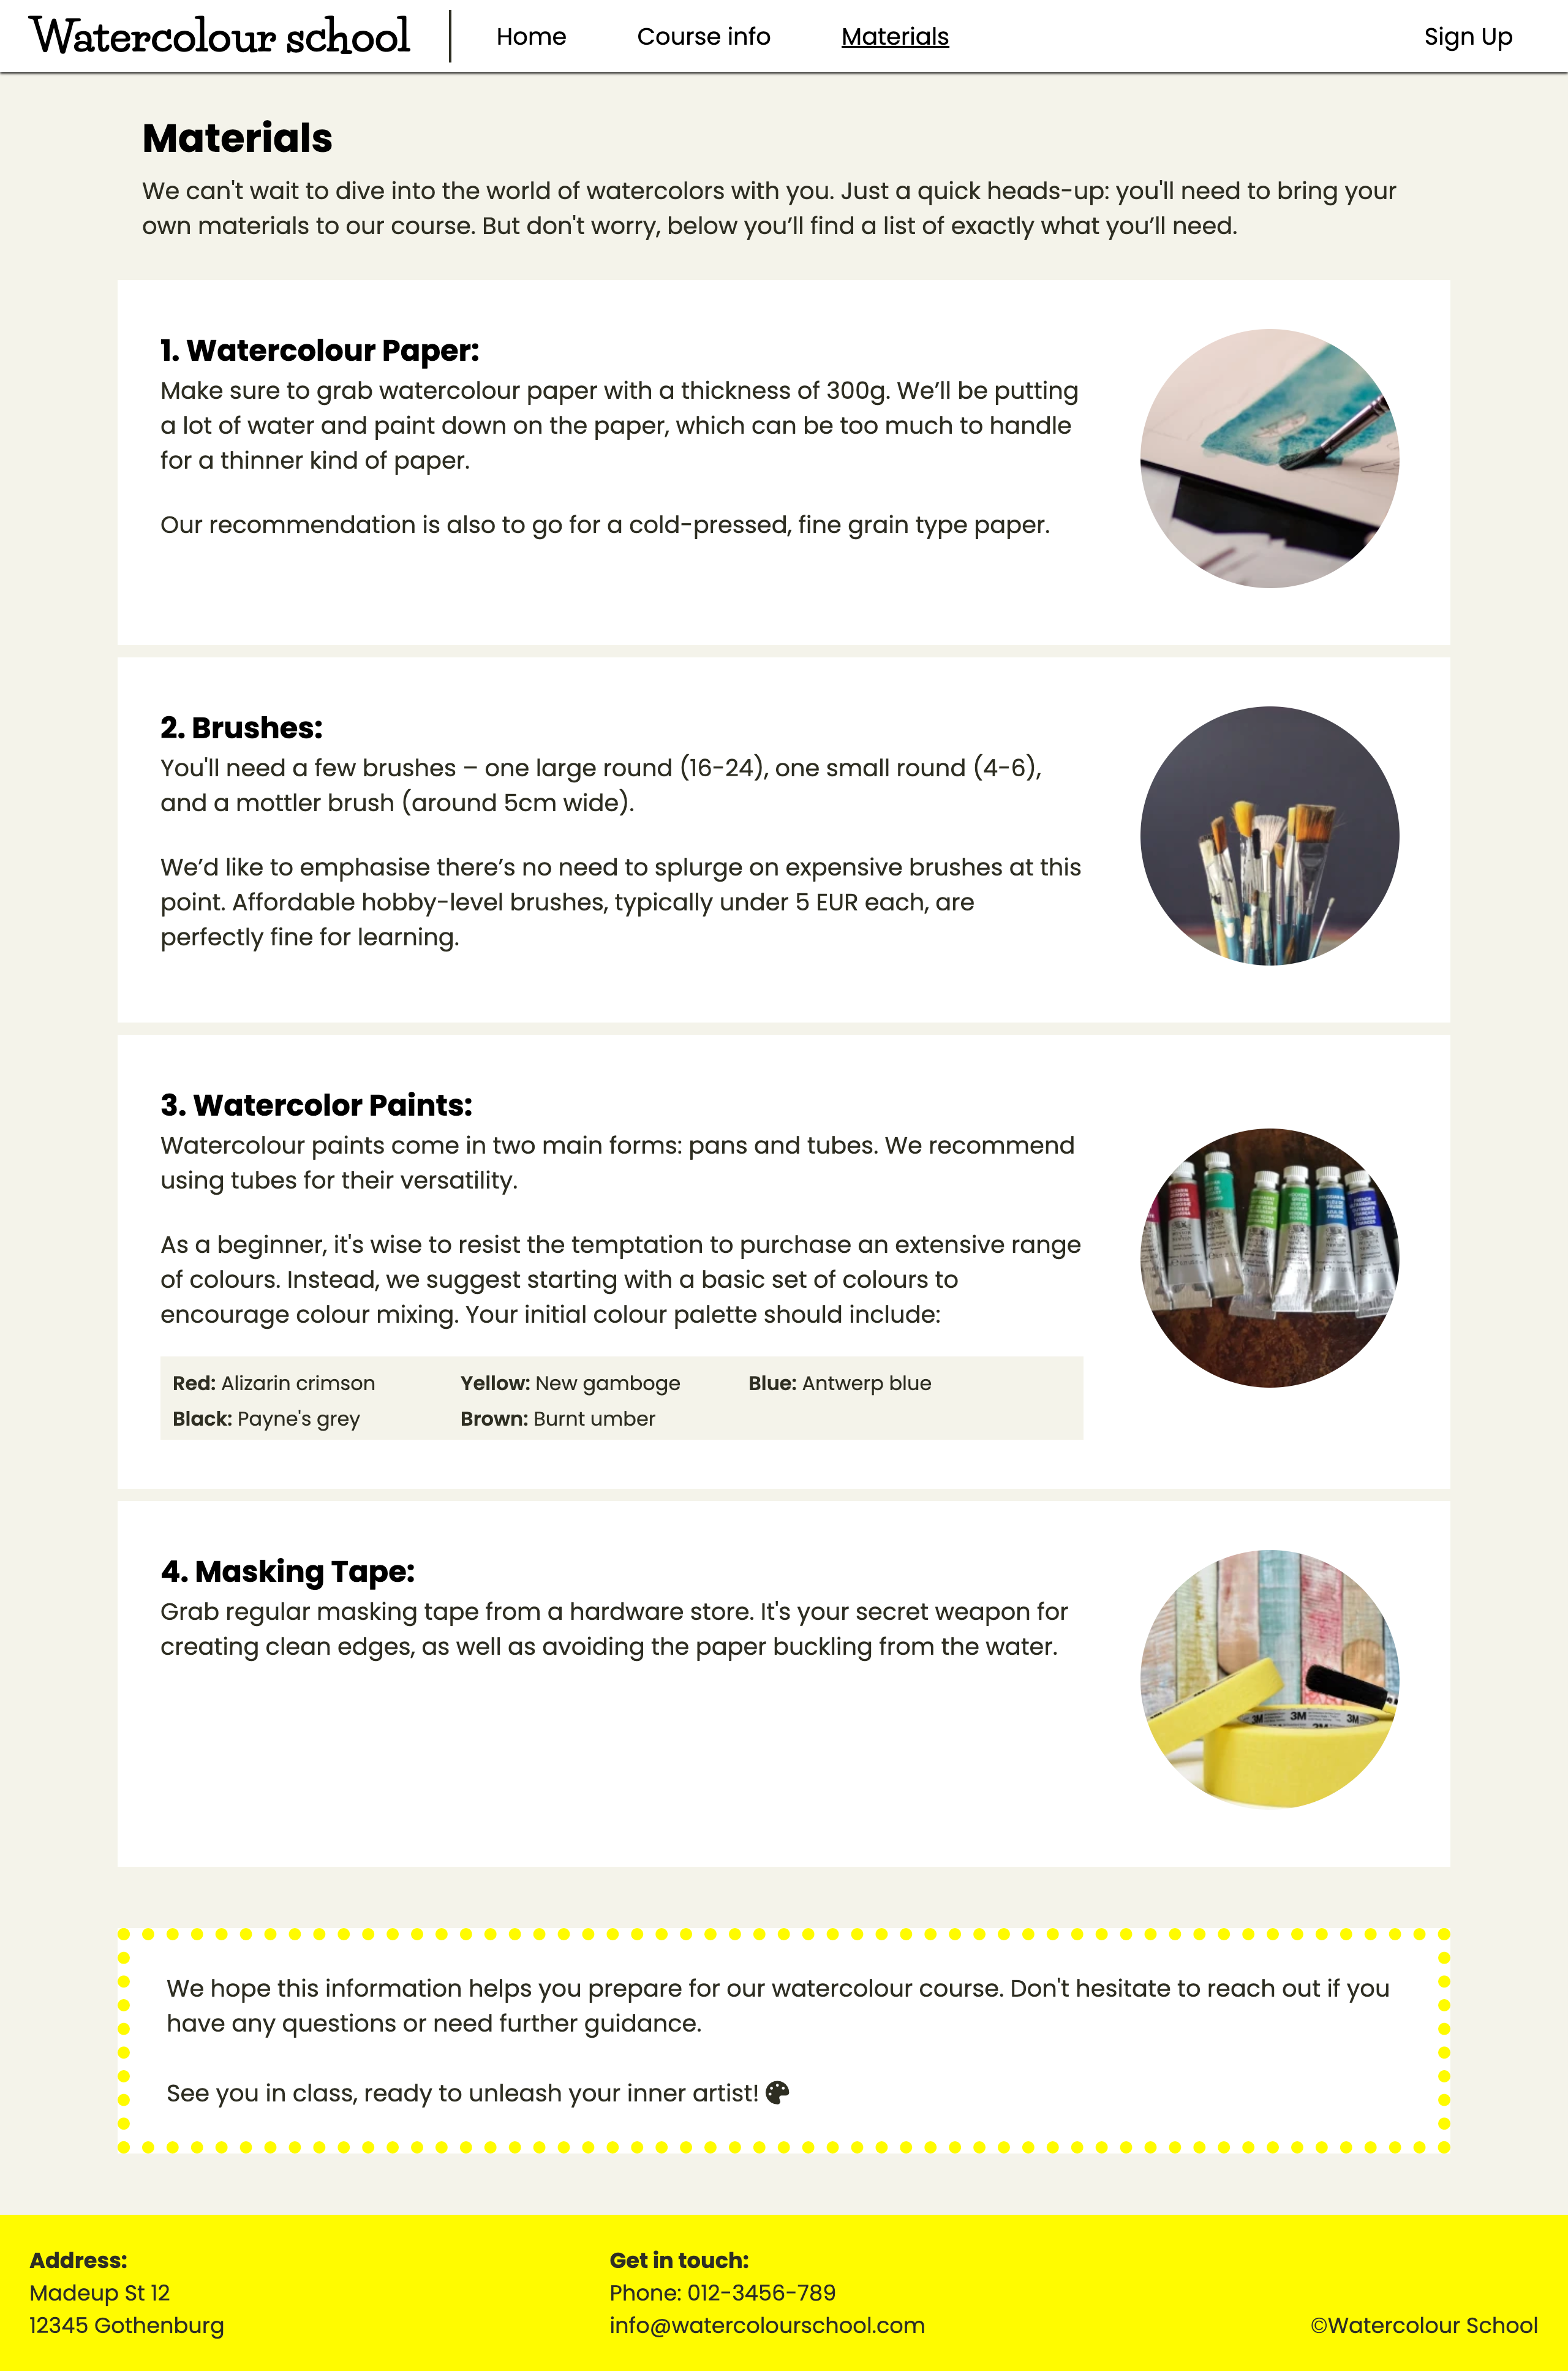 Watercolour school
Home
Course info
Materials
Sign Up
Materials
We can't wait to dive into the world of watercolors with you. Just a quick heads-up: you'll need to bring your
own materials to our course. But don't worry, below you’ll find a list of exactly what you’ll need.
1. Watercolour Paper:
Make sure to grab watercolour paper with a thickness of 300g. We’ll be putting
a lot of water and paint down on the paper, which can be too much to handle
for a thinner kind of paper.
Our recommendation is also to go for a cold-pressed, fine grain type paper.
2. Brushes:
You'll need a few brushes – one large round (16-24), one small round (4-6),
and a mottler brush (around 5cm wide).
We’d like to emphasise there’s no need to splurge on expensive brushes at this
point. Affordable hobby-level brushes, typically under 5 EUR each, are
perfectly fine for learning.
3. Watercolor Paints:
Watercolour paints come in two main forms: pans and tubes. We recommend
using tubes for their versatility.
As a beginner, it's wise to resist the temptation to purchase an extensive range
of colours. Instead, we suggest starting with a basic set of colours to
encourage colour mixing. Your initial colour palette should include:
Red: Alizarin crimson
Yellow: New gamboge
Blue: Antwerp blue
Black: Payne's grey
Brown: Burnt umber
4. Masking Tape:
Grab regular masking tape from a hardware store. It's your secret weapon for
creating clean edges, as well as avoiding the paper buckling from the water.
3M 3M 3M
3M
We hope this information helps you prepare for our watercolour course. Don't hesitate to reach out if you
have any questions or need further guidance.
See you in class, ready to unleash your inner artist!
Address:
Madeup St 12
12345 Gothenburg
Get in touch:
Phone: 012-3456-789
info@watercolourschool.com
©Watercolour School